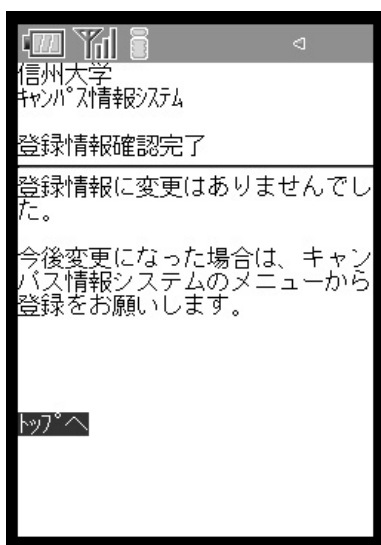 信州大学
ｷｬﾝﾊﾟｽ情報ｼｽﾃﾑ
登録情報確認完了
登録情報に変更はありませんでし
た。
今後変更になった場合は、キャン
パス情報システムのメニューから
登録をお願いします。
ﾄｯﾌﾟへ